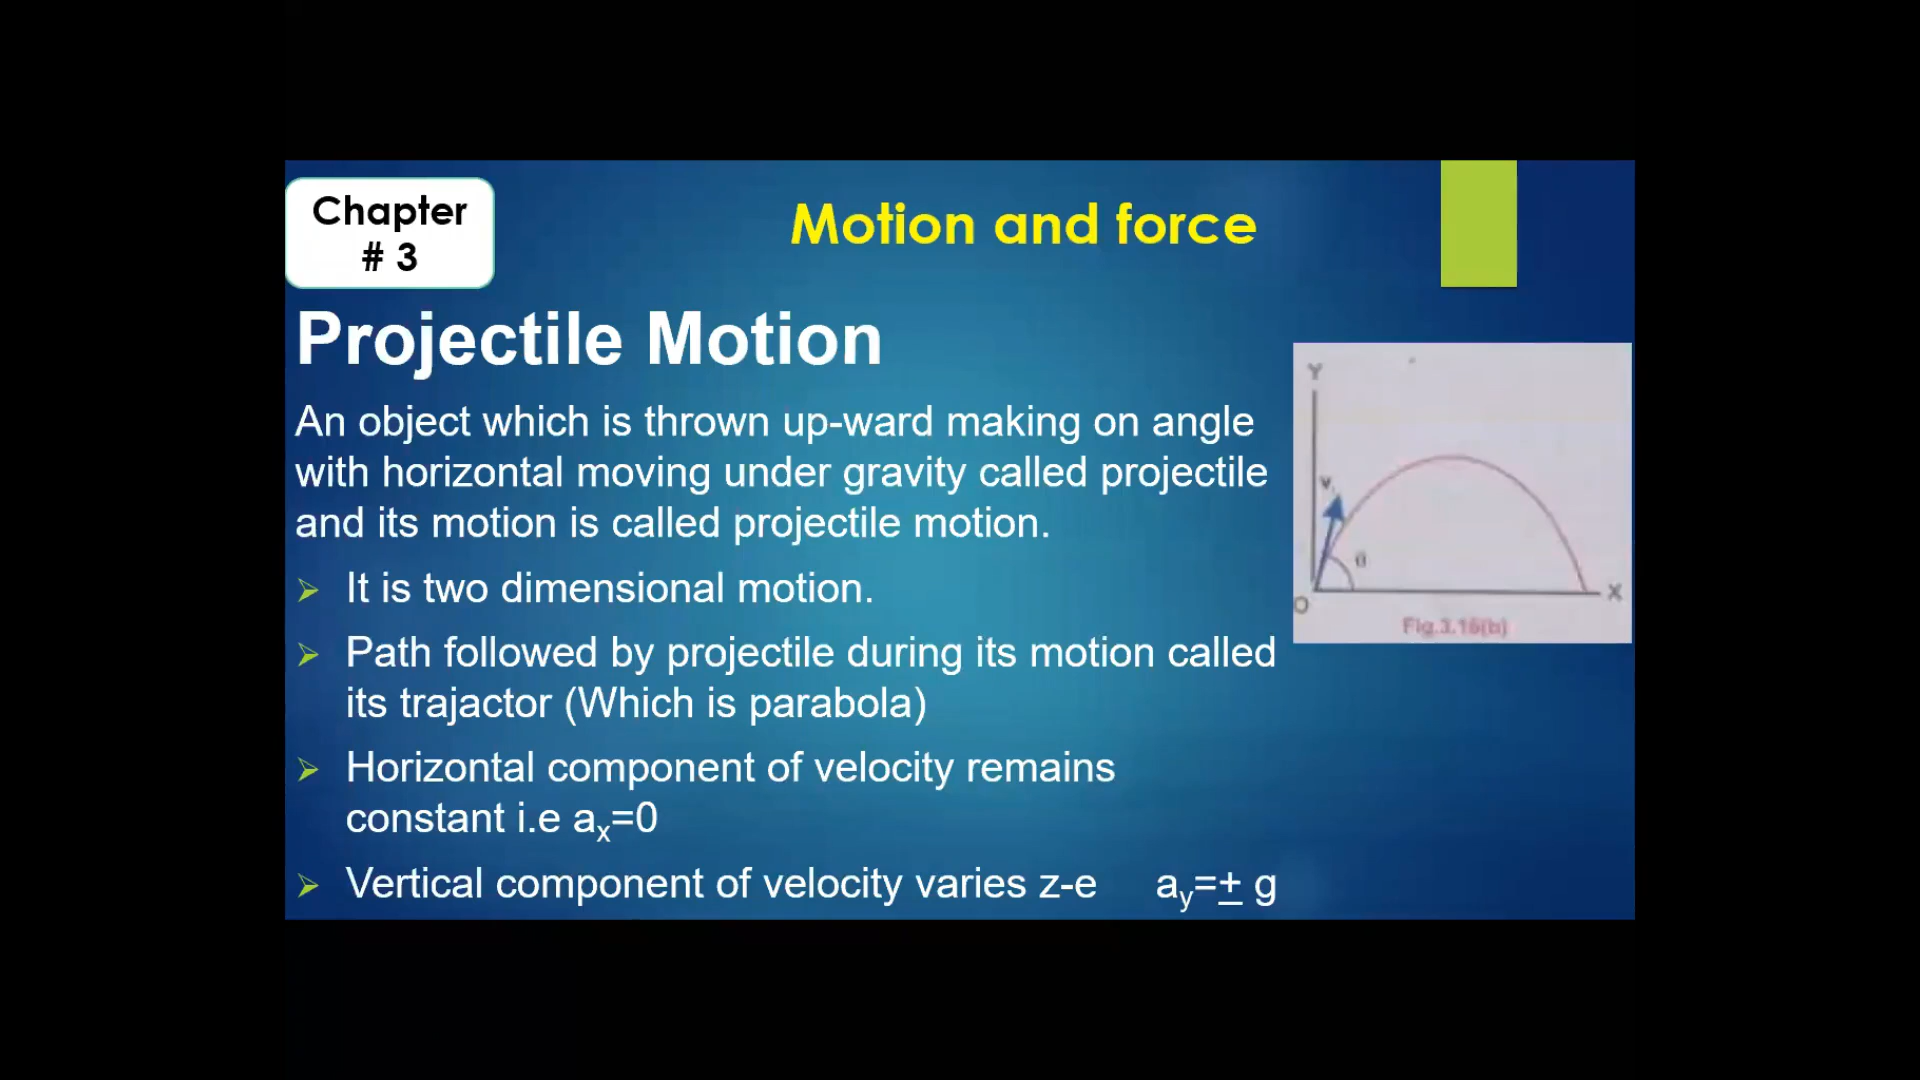 Chapter
# 3
Motion and force
Projectile Motion
An object which is thrown up-ward making on angle
with horizontal moving under gravity called projectile
and its motion is called projectile motion.
It is two dimensional motion.
Path followed by projectile during its motion called
its trajactor (Which is parabola)
Horizontal component of velocity remains
constant i.e aₓ=0
Vertical component of velocity varies z-e aᵧ=± g
Y
v
θ
O
X
Fig.3.16(b)